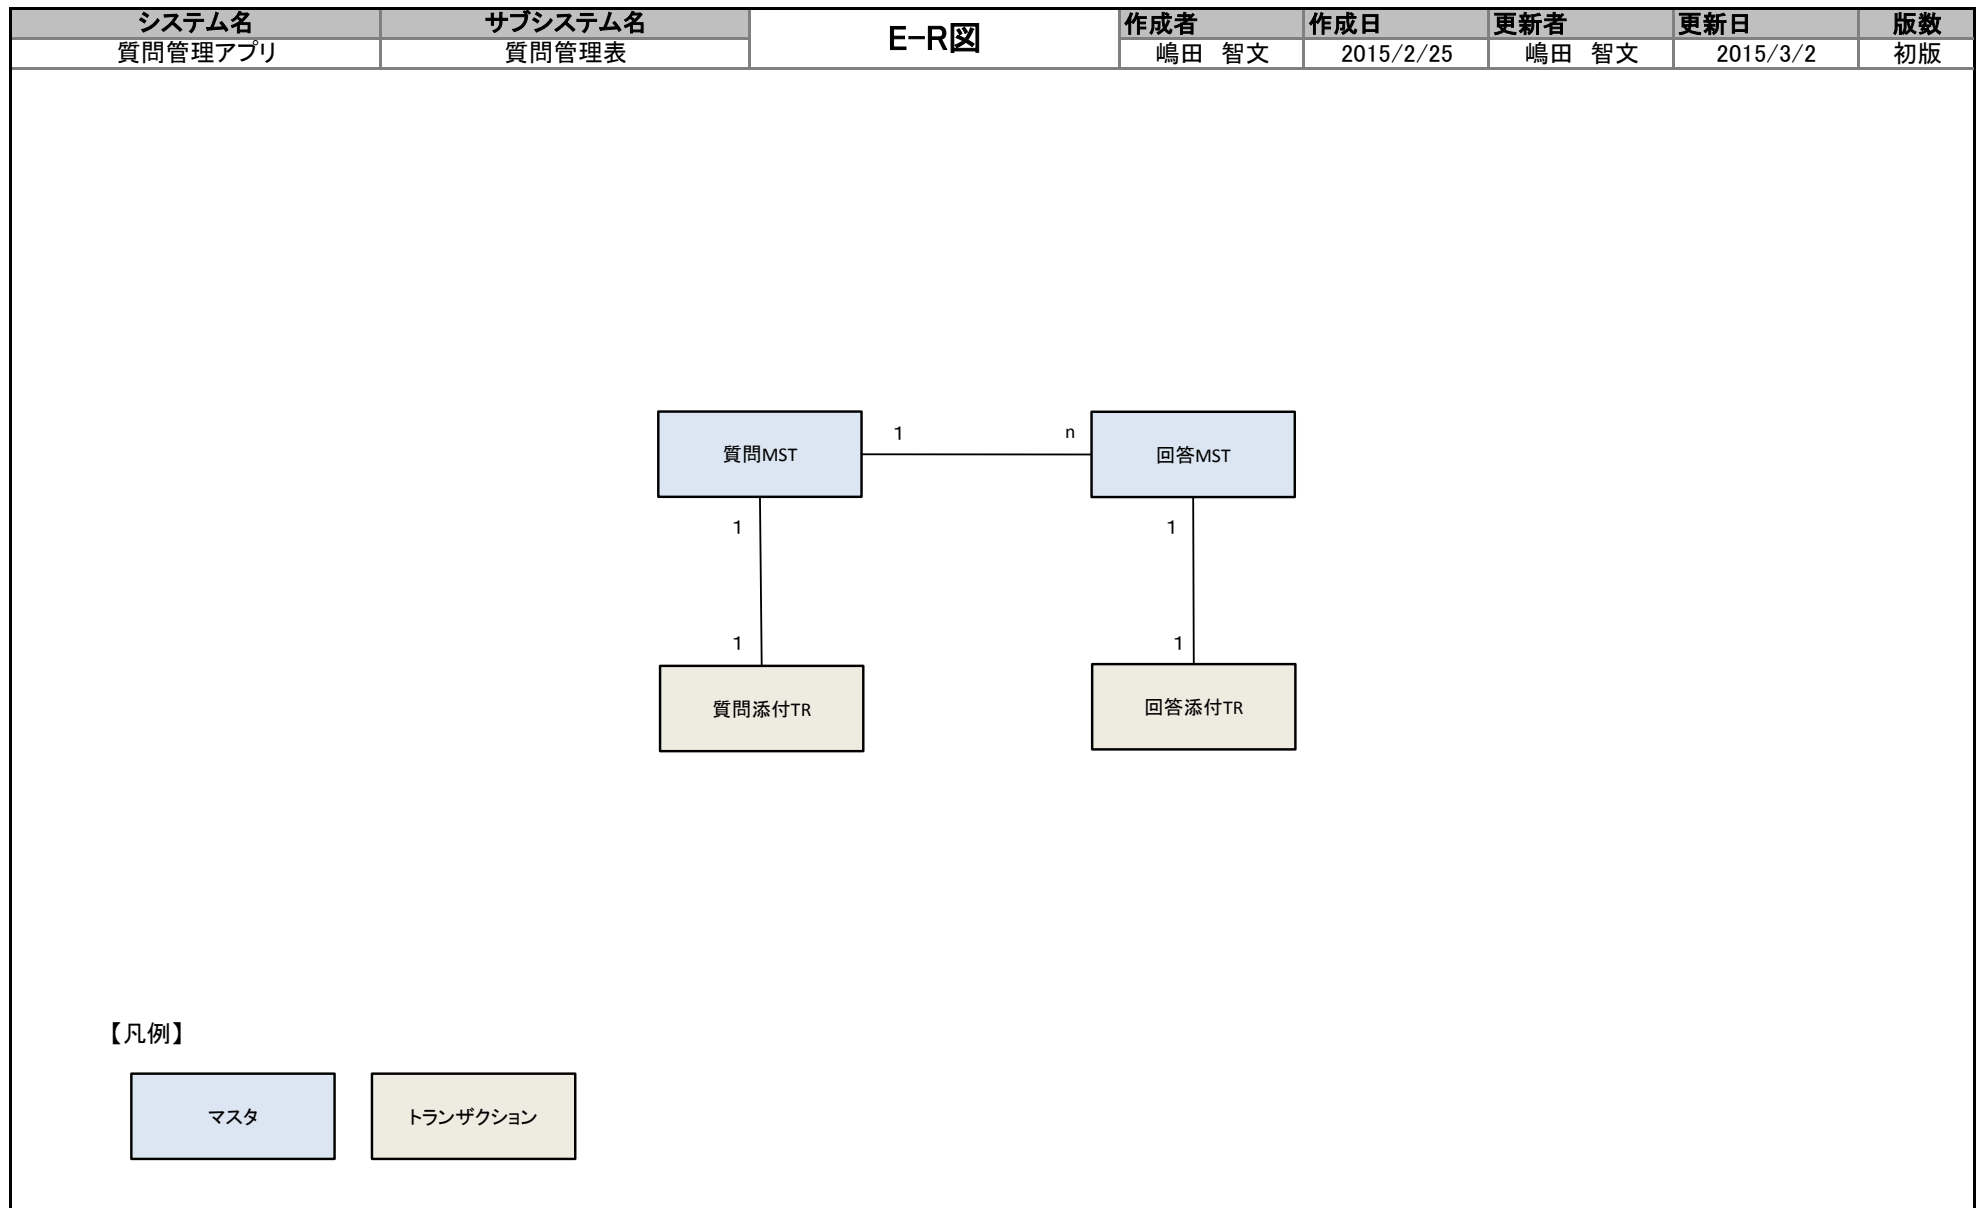 システム名 サブシステム名 E-R図 作成者 作成日 更新者 更新日 版数
質問管理アプリ 質問管理表 嶋田　智文 2015/2/25 嶋田　智文 2015/3/2 初版
1 n
質問MST 回答MST
1 1
1 1
質問添付TR 回答添付TR
【凡例】
マスタ トランザクション